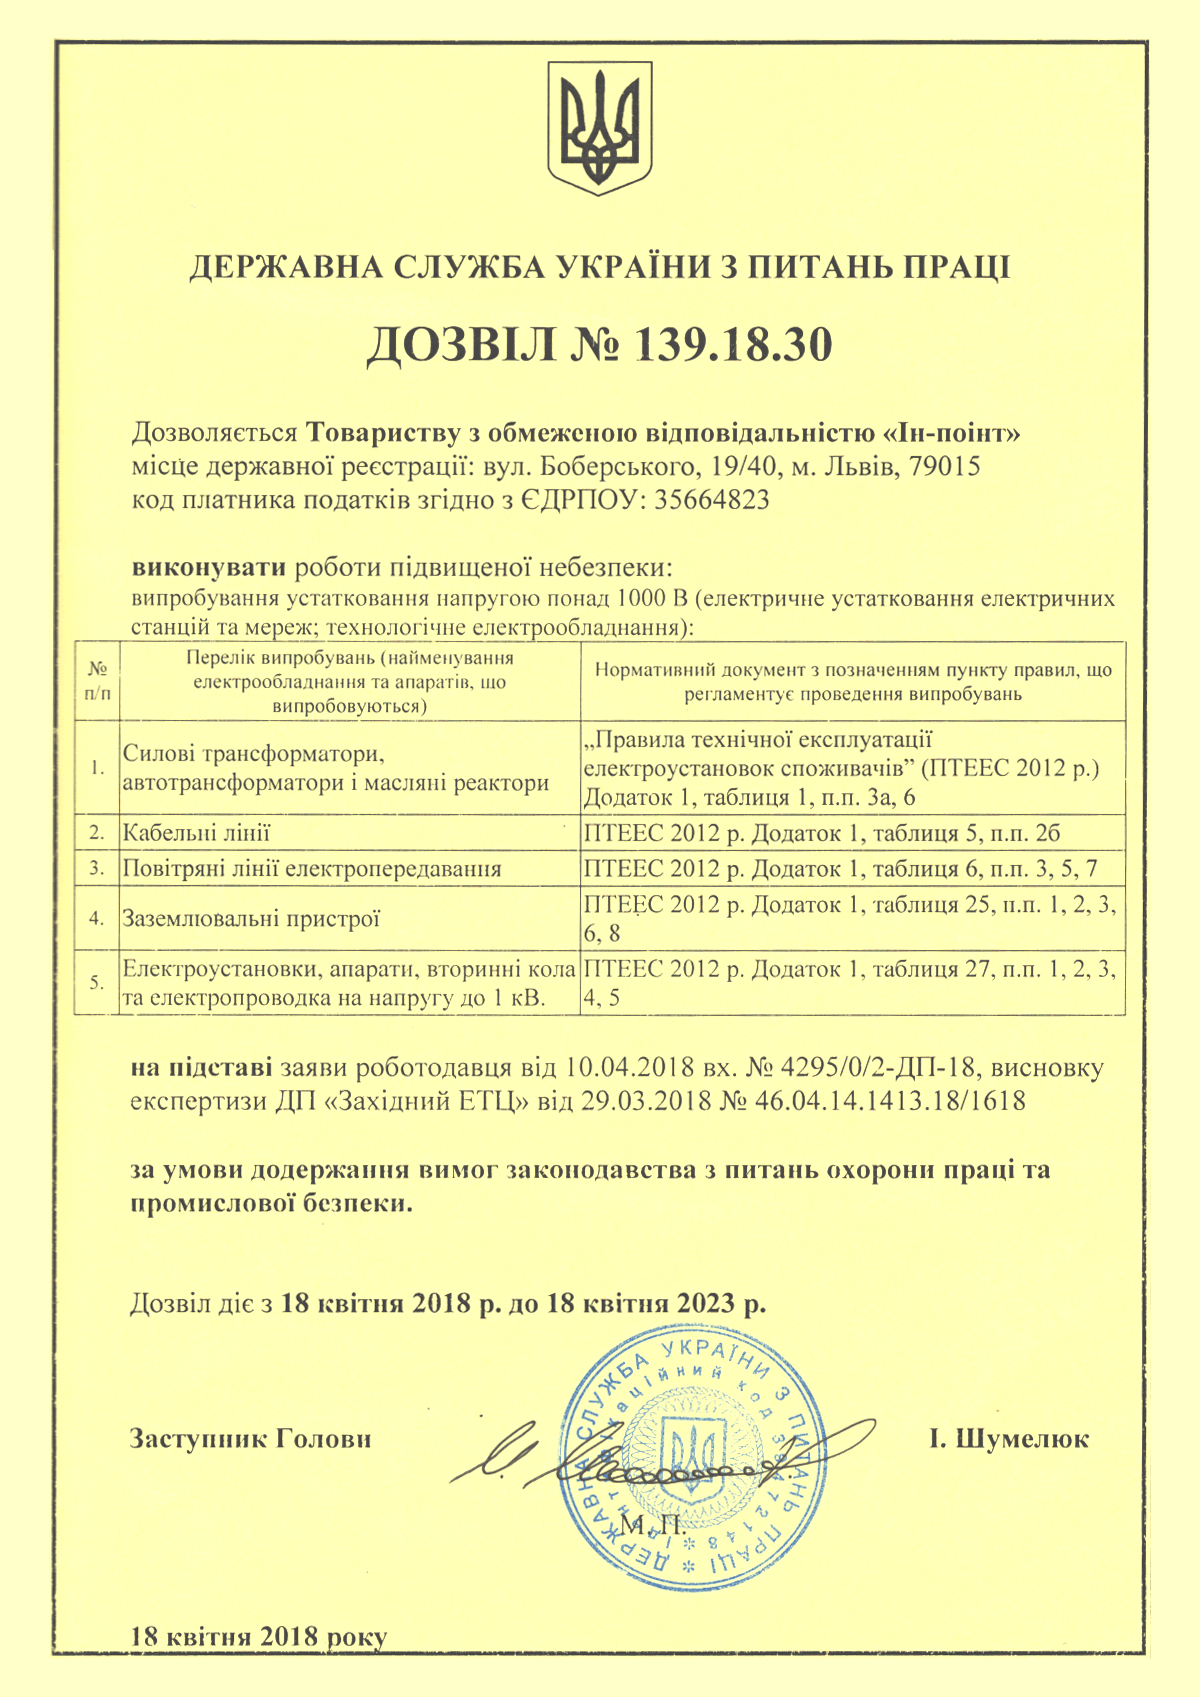 ДЕРЖАВНА СЛУЖБА УКРАЇНИ З ПИТАНЬ ПРАЦІ
ДОЗВІЛ № 139.18.30
Дозволяється Товариству з обмеженою відповідальністю «Ін-поінт»
місце державної реєстрації: вул. Боберського, 19/40, м. Львів, 79015
код платника податків згідно з ЄДРПОУ: 35664823
виконувати роботи підвищеної небезпеки:
випробування устатковання напругою понад 1000 В (електричне устатковання електричних
станцій та мереж; технологічне електрообладнання):
№
п/п
Перелік випробувань (найменування
електрообладнання та апаратів, що
випробовуються)
Нормативний документ з позначенням пункту правил, що
регламентує проведення випробувань
1.
Силові трансформатори,
автотрансформатори і масляні реактори
„Правила технічної експлуатації
електроустановок споживачів” (ПТЕЕС 2012 р.)
Додаток 1, таблиця 1, п.п. 3а, 6
2. Кабельні лінії
ПТЕЕС 2012 р. Додаток 1, таблиця 5, п.п. 2б
3. Повітряні лінії електропередавання
ПТЕЕС 2012 р. Додаток 1, таблиця 6, п.п. 3, 5, 7
4. Заземлювальні пристрої
ПТЕЕС 2012 р. Додаток 1, таблиця 25, п.п. 1, 2, 3,
6, 8
5.
Електроустановки, апарати, вторинні кола
та електропроводка на напругу до 1 кВ.
ПТЕЕС 2012 р. Додаток 1, таблиця 27, п.п. 1, 2, 3,
4, 5
на підставі заяви роботодавця від 10.04.2018 вх. № 4295/0/2-ДП-18, висновку
експертизи ДП «Західний ЕТЦ» від 29.03.2018 № 46.04.14.1413.18/1618
за умови додержання вимог законодавства з питань охорони праці та
промислової безпеки.
Дозвіл діє з 18 квітня 2018 р. до 18 квітня 2023 р.
Заступник Голови
І. Шумелюк
ДЕРЖАВНА СЛУЖБА УКРАЇНИ З ПИТАНЬ ПРАЦІ
Ідентифікаційний код 39472148
М. П.
18 квітня 2018 року